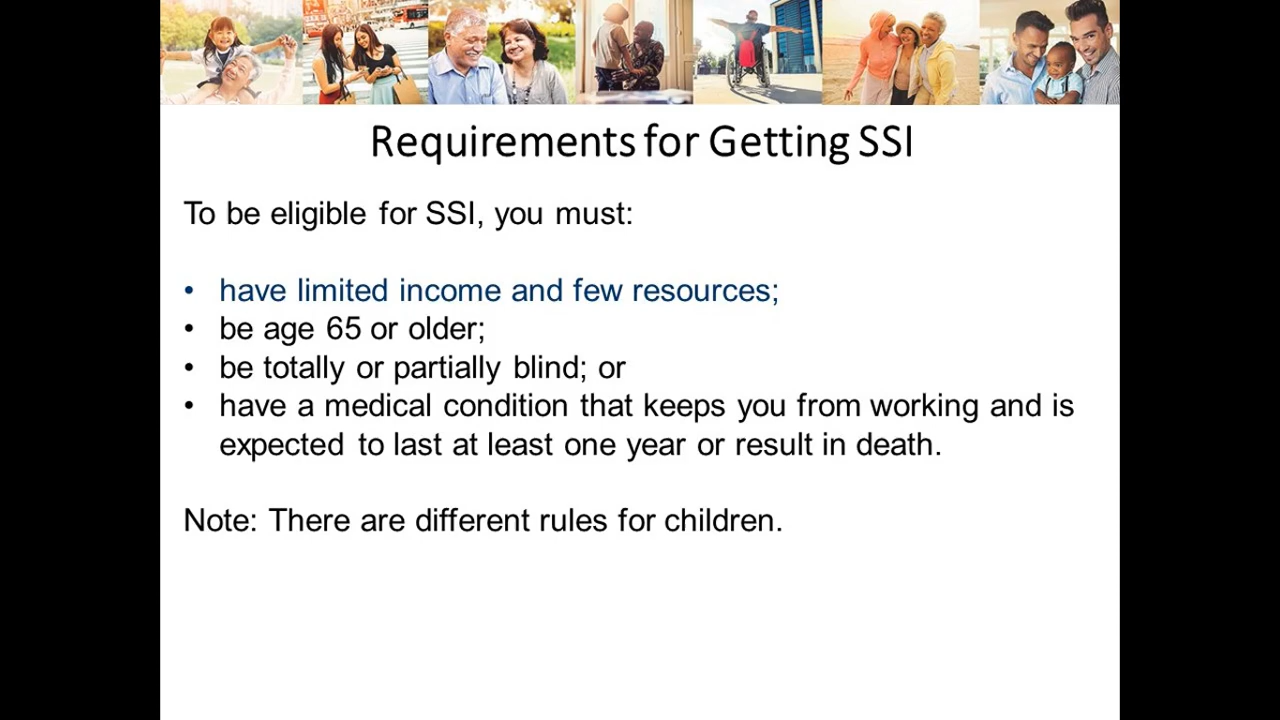 Requirements for Getting SSI
To be eligible for SSI, you must:
• have limited income and few resources;
• be age 65 or older;
• be totally or partially blind; or
• have a medical condition that keeps you from working and is
expected to last at least one year or result in death.
Note: There are different rules for children.